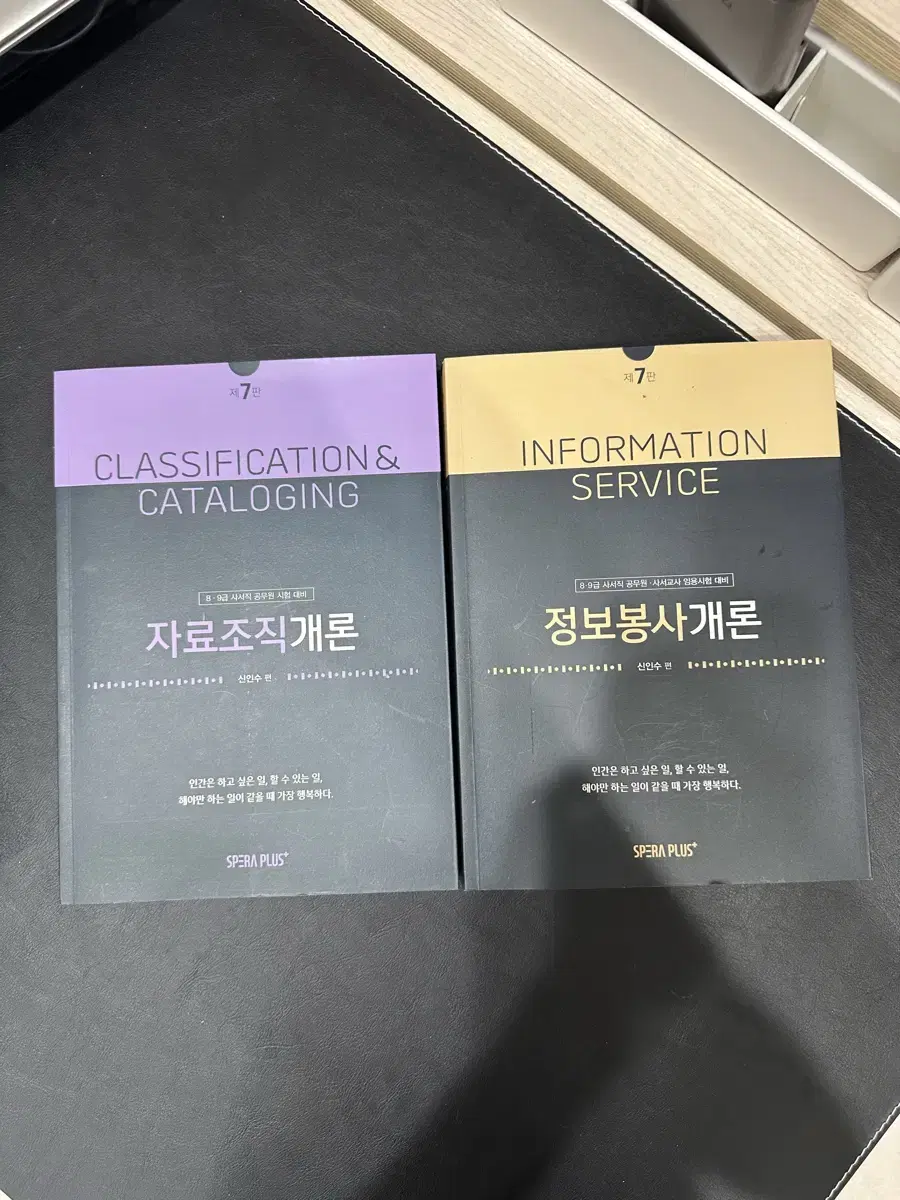 제7판
CLASSIFICATION &
CATALOGING
8·9급 사서직 공무원 시험 대비
자료조직개론
신인수 편
인간은 하고 싶은 일, 할 수 있는 일,
해야만 하는 일이 같을 때 가장 행복하다.
SPERA PLUS+
제7판
INFORMATION
SERVICE
8·9급 사서직 공무원·사서교사 임용시험 대비
정보봉사개론
신인수 편
인간은 하고 싶은 일, 할 수 있는 일,
해야만 하는 일이 같을 때 가장 행복하다.
SPERA PLUS+